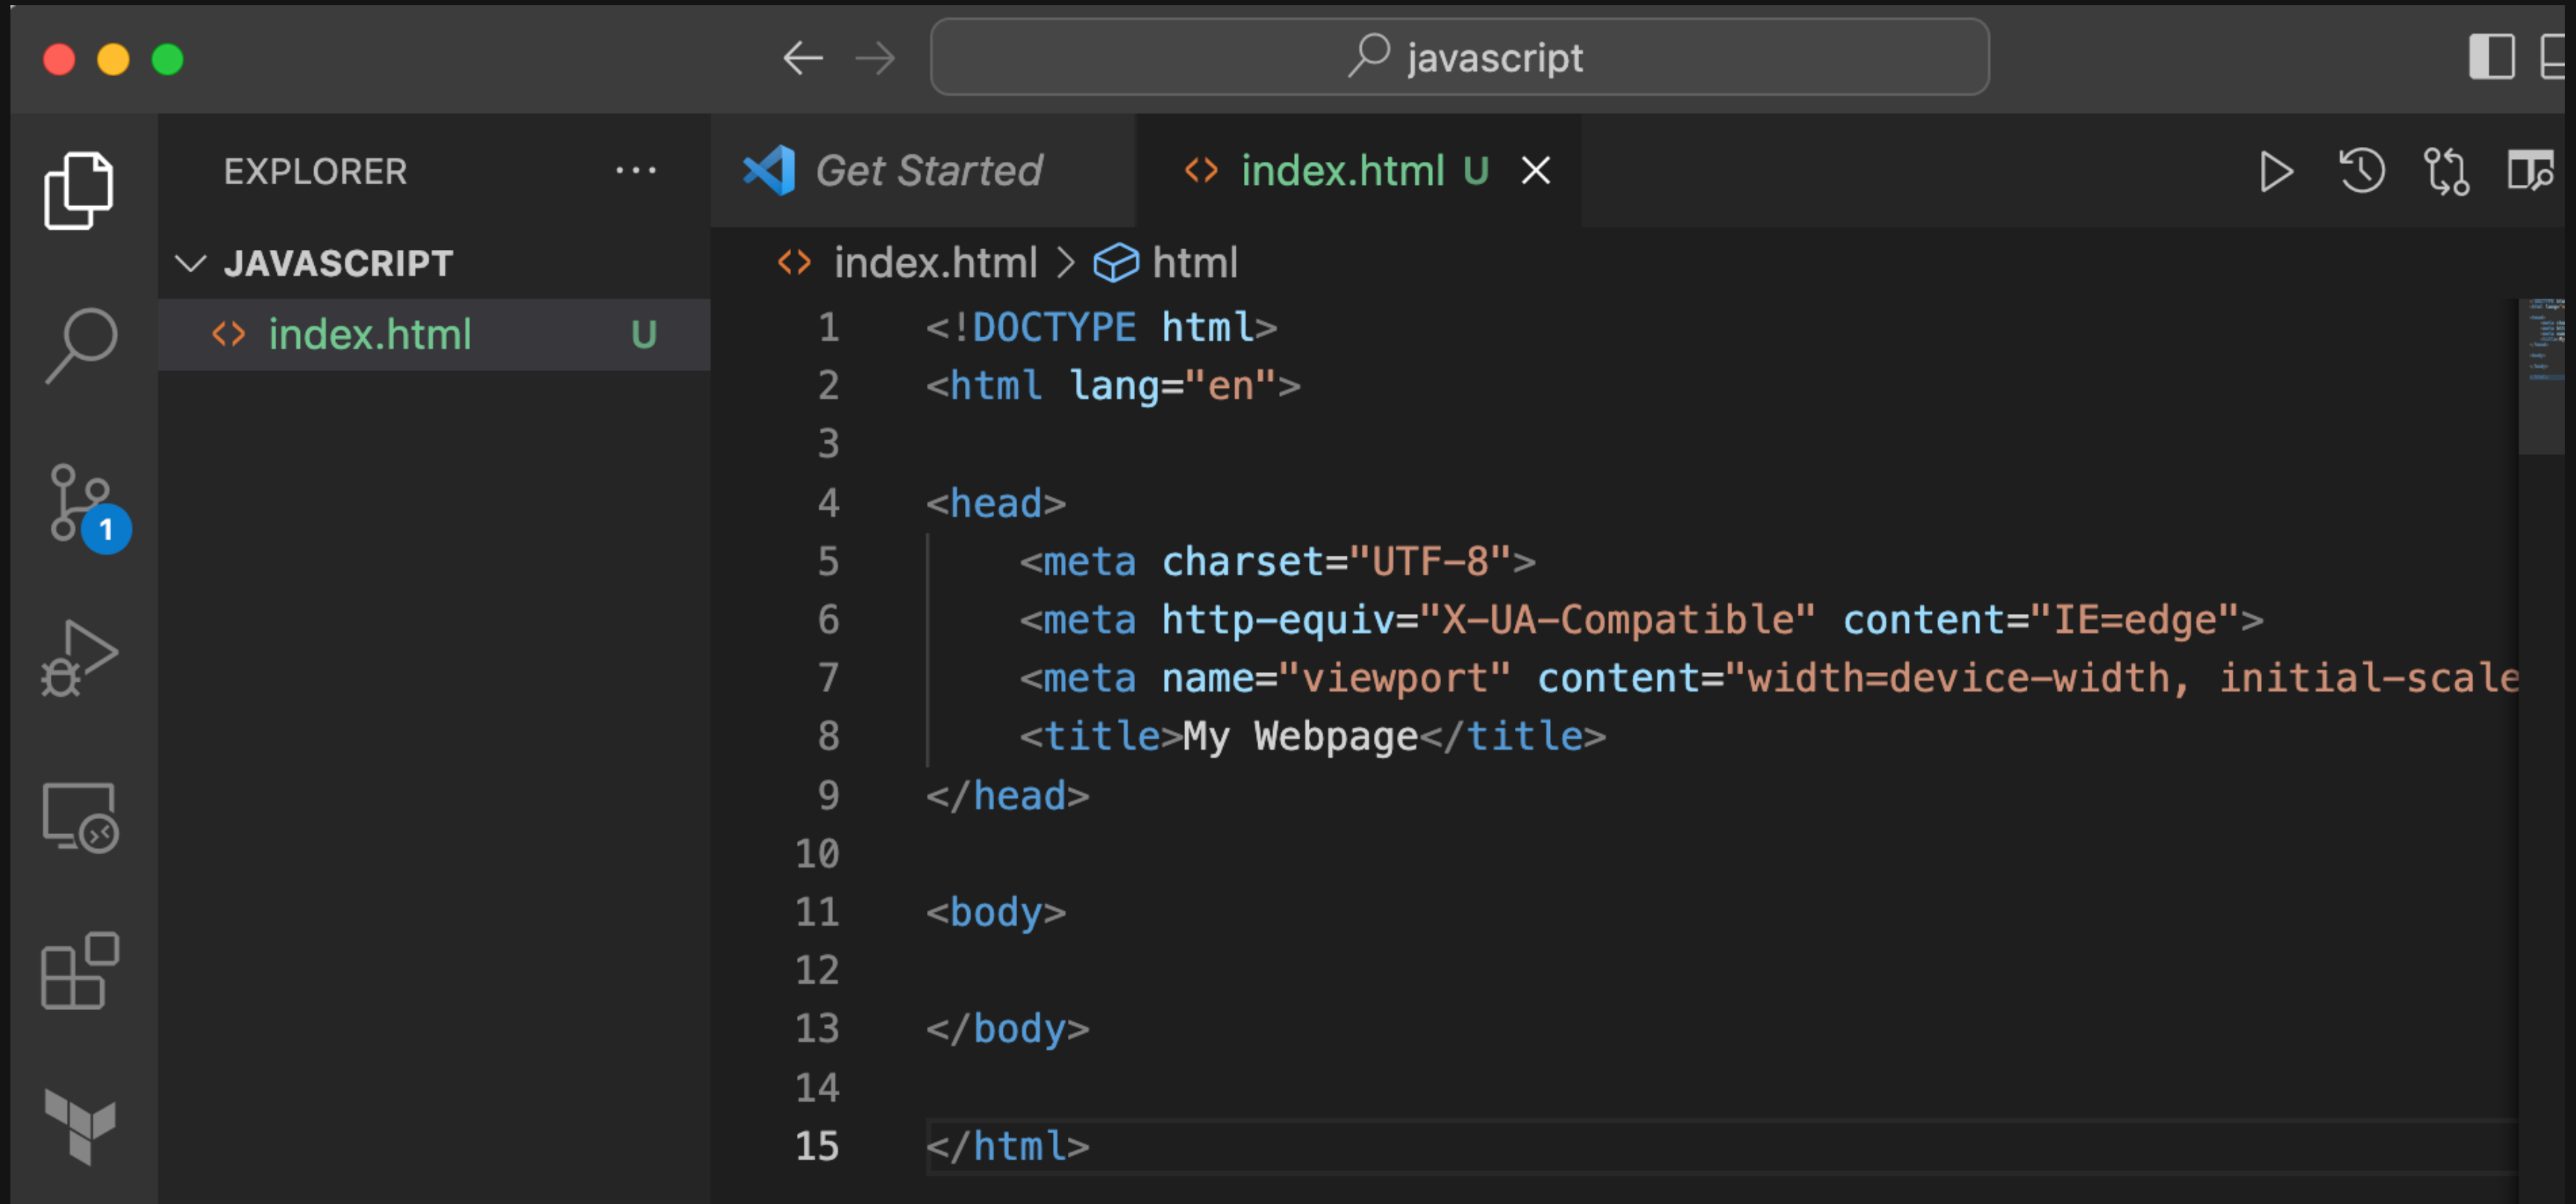 javascript
EXPLORER
Get Started
index.html U
JAVASCRIPT
index.html U
index.html > html
1 <!DOCTYPE html>
2 <html lang="en">
3
4 <head>
5     <meta charset="UTF-8">
6     <meta http-equiv="X-UA-Compatible" content="IE=edge">
7     <meta name="viewport" content="width=device-width, initial-scale
8     <title>My Webpage</title>
9 </head>
10
11 <body>
12
13 </body>
14
15 </html>
1